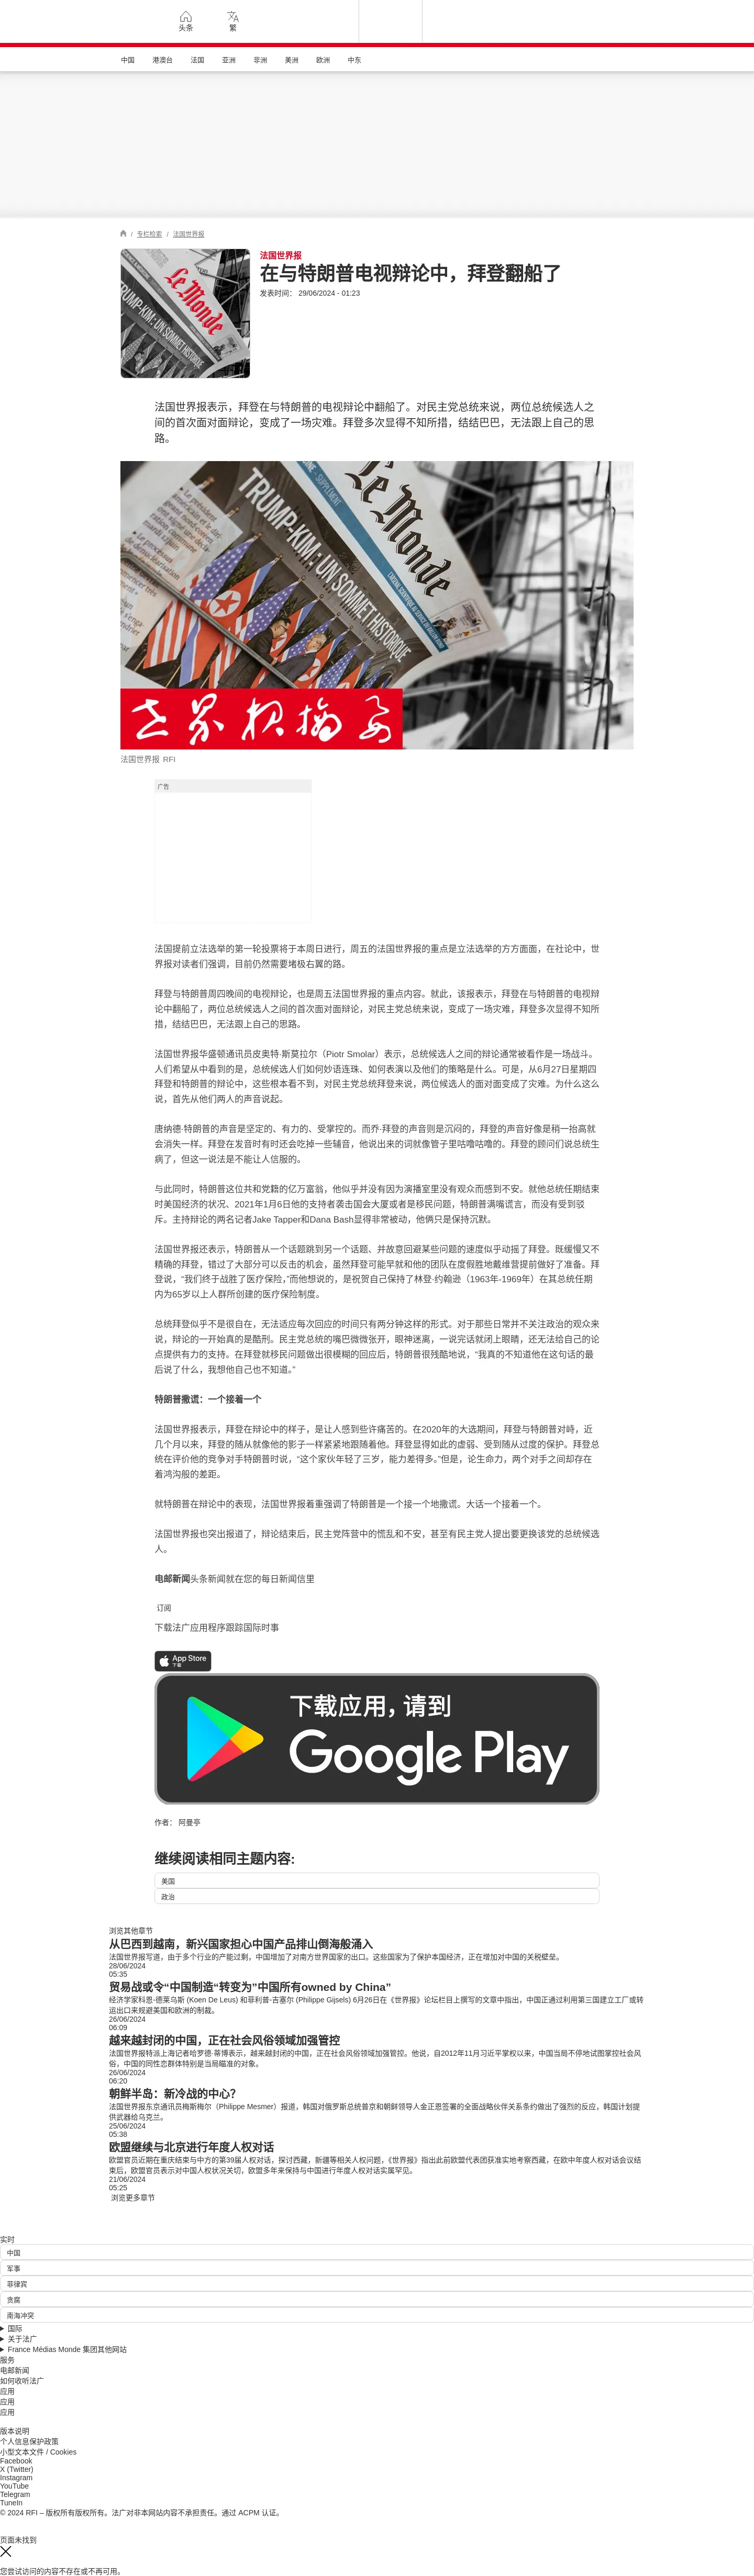 头条
繁
中国
港澳台
法国
亚洲
非洲
美洲
欧洲
中东
/ 专栏检索 / 法国世界报
法国世界报
在与特朗普电视辩论中，拜登翻船了
发表时间： 29/06/2024 - 01:23
Le Monde
TRUMP-KIM : UN SOMMET HISTORIQUE
法国世界报表示，拜登在与特朗普的电视辩论中翻船了。对民主党总统来说，两位总统候选人之
间的首次面对面辩论，变成了一场灾难。拜登多次显得不知所措，结结巴巴，无法跟上自己的思
路。
Le Monde
TRUMP-KIM : UN SOMMET HISTORIQUE
世界报摘要
法国世界报 RFI
广告
法国提前立法选举的第一轮投票将于本周日进行，周五的法国世界报的重点是立法选举的方方面面，在社论中，世
界报对读者们强调，目前仍然需要堵极右翼的路。
拜登与特朗普周四晚间的电视辩论，也是周五法国世界报的重点内容。就此，该报表示，拜登在与特朗普的电视辩
论中翻船了，两位总统候选人之间的首次面对面辩论，对民主党总统来说，变成了一场灾难，拜登多次显得不知所
措，结结巴巴，无法跟上自己的思路。
法国世界报华盛顿通讯员皮奥特·斯莫拉尔（Piotr Smolar）表示，总统候选人之间的辩论通常被看作是一场战斗。
人们希望从中看到的是，总统候选人们如何妙语连珠、如何表演以及他们的策略是什么。可是，从6月27日星期四
拜登和特朗普的辩论中，这些根本看不到，对民主党总统拜登来说，两位候选人的面对面变成了灾难。为什么这么
说，首先从他们两人的声音说起。
唐纳德·特朗普的声音是坚定的、有力的、受掌控的。而乔·拜登的声音则是沉闷的，拜登的声音好像是稍一抬高就
会消失一样。拜登在发音时有时还会吃掉一些辅音，他说出来的词就像管子里咕噜咕噜的。拜登的顾问们说总统生
病了，但这一说法是不能让人信服的。
与此同时，特朗普这位共和党籍的亿万富翁，他似乎并没有因为演播室里没有观众而感到不安。就他总统任期结束
时美国经济的状况、2021年1月6日他的支持者袭击国会大厦或者是移民问题，特朗普满嘴谎言，而没有受到驳
斥。主持辩论的两名记者Jake Tapper和Dana Bash显得非常被动，他俩只是保持沉默。
法国世界报还表示，特朗普从一个话题跳到另一个话题、并故意回避某些问题的速度似乎动摇了拜登。既缓慢又不
精确的拜登，错过了大部分可以反击的机会，虽然拜登可能早就和他的团队在度假胜地戴维营提前做好了准备。拜
登说，“我们终于战胜了医疗保险，”而他想说的，是祝贺自己保持了林登·约翰逊（1963年-1969年）在其总统任期
内为65岁以上人群所创建的医疗保险制度。
总统拜登似乎不是很自在，无法适应每次回应的时间只有两分钟这样的形式。对于那些日常并不关注政治的观众来
说，辩论的一开始真的是酷刑。民主党总统的嘴巴微微张开，眼神迷离，一说完话就闭上眼睛，还无法给自己的论
点提供有力的支持。在拜登就移民问题做出很模糊的回应后，特朗普很残酷地说，“我真的不知道他在这句话的最
后说了什么，我想他自己也不知道。”
特朗普撒谎：一个接着一个
法国世界报表示，拜登在辩论中的样子，是让人感到些许痛苦的。在2020年的大选期间，拜登与特朗普对峙，近
几个月以来，拜登的随从就像他的影子一样紧紧地跟随着他。拜登显得如此的虚弱、受到随从过度的保护。拜登总
统在评价他的竞争对手特朗普时说，“这个家伙年轻了三岁，能力差得多。”但是，论生命力，两个对手之间却存在
着鸿沟般的差距。
就特朗普在辩论中的表现，法国世界报着重强调了特朗普是一个接一个地撒谎。大话一个接着一个。
法国世界报也突出报道了，辩论结束后，民主党阵营中的慌乱和不安，甚至有民主党人提出要更换该党的总统候选
人。
电邮新闻头条新闻就在您的每日新闻信里
订阅
下载法广应用程序跟踪国际时事
App Store
下载
下载应用，请到
Google Play
作者： 阿曼亭
继续阅读相同主题内容:
美国
政治
浏览其他章节
从巴西到越南，新兴国家担心中国产品排山倒海般涌入
法国世界报写道，由于多个行业的产能过剩，中国增加了对南方世界国家的出口。这些国家为了保护本国经济，正在增加对中国的关税壁垒。
28/06/2024
05:35
贸易战或令“中国制造“转变为”中国所有owned by China”
经济学家科恩·德莱乌斯 (Koen De Leus) 和菲利普·吉塞尔 (Philippe Gijsels) 6月26日在《世界报》论坛栏目上撰写的文章中指出，中国正通过利用第三国建立工厂或转
运出口来规避美国和欧洲的制裁。
26/06/2024
06:09
越来越封闭的中国，正在社会风俗领域加强管控
法国世界报特派上海记者哈罗德·蒂博表示，越来越封闭的中国，正在社会风俗领域加强管控。他说，自2012年11月习近平掌权以来，中国当局不停地试图掌控社会风
俗，中国的同性恋群体特别是当局瞄准的对象。
26/06/2024
06:20
朝鲜半岛：新冷战的中心？
法国世界报东京通讯员梅斯梅尔（Philippe Mesmer）报道，韩国对俄罗斯总统普京和朝鲜领导人金正恩签署的全面战略伙伴关系条约做出了强烈的反应，韩国计划提
供武器给乌克兰。
25/06/2024
05:38
欧盟继续与北京进行年度人权对话
欧盟官员近期在重庆结束与中方的第39届人权对话，探讨西藏，新疆等相关人权问题，《世界报》指出此前欧盟代表团获准实地考察西藏，在欧中年度人权对话会议结
束后，欧盟官员表示对中国人权状况关切，欧盟多年来保持与中国进行年度人权对话实属罕见。
21/06/2024
05:25
浏览更多章节
实时
中国
军事
菲律宾
贪腐
南海冲突
国际
关于法广
France Médias Monde 集团其他网站
服务
电邮新闻
如何收听法广
应用
应用
应用
版本说明
个人信息保护政策
小型文本文件 / Cookies
Facebook
X (Twitter)
Instagram
YouTube
Telegram
TuneIn
© 2024 RFI – 版权所有版权所有。法广对非本网站内容不承担责任。通过 ACPM 认证。
页面未找到
您尝试访问的内容不存在或不再可用。